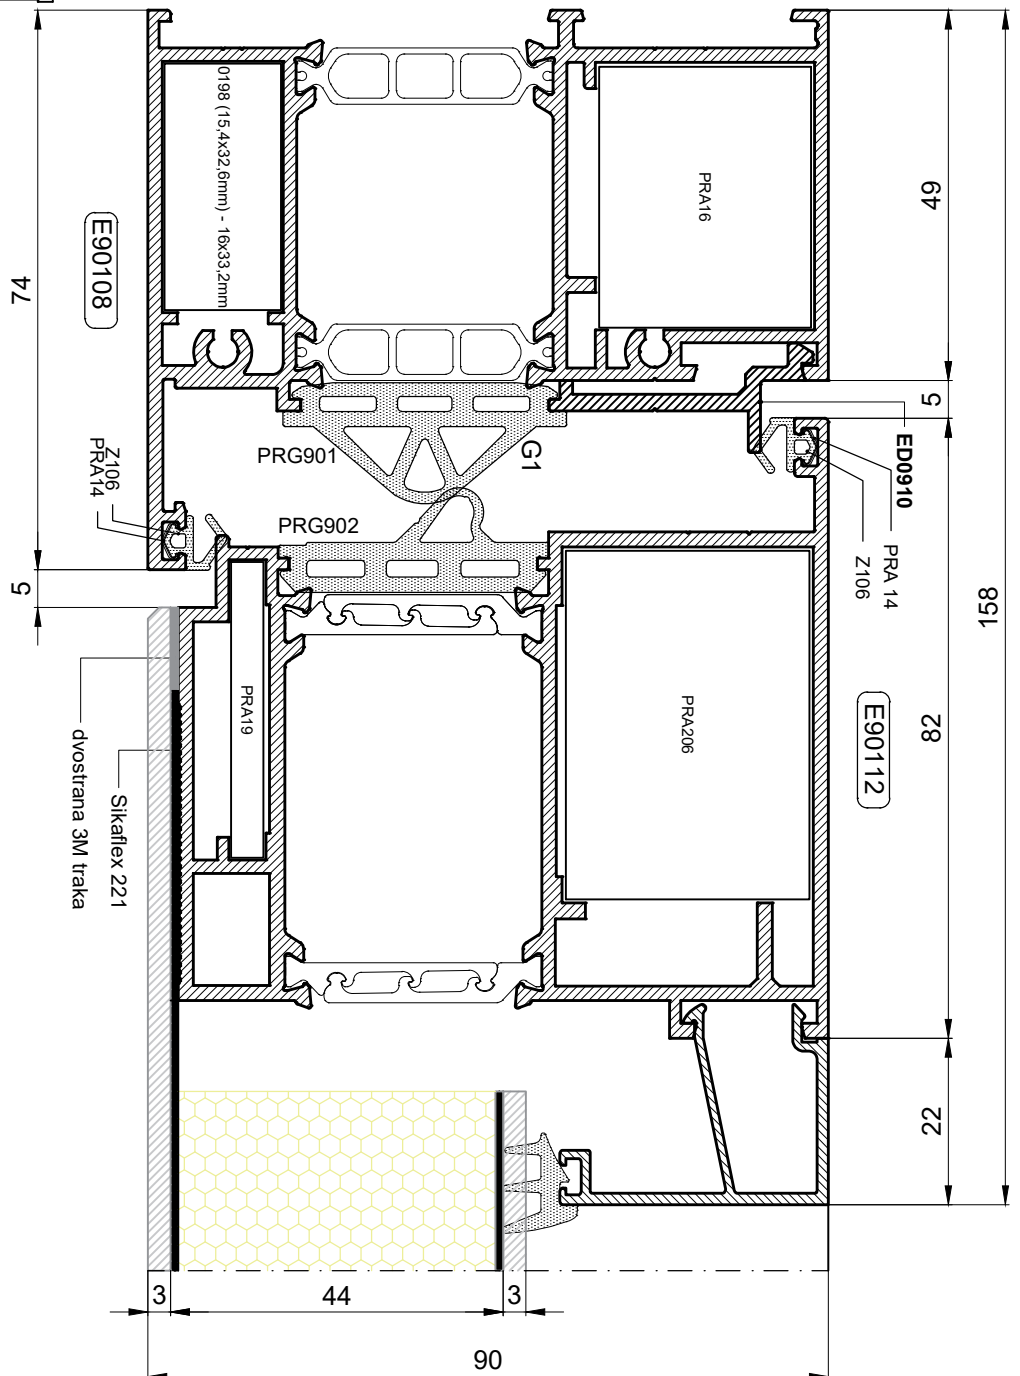 0198 (15,4x32,6mm) - 16x33,2mm
PRA16
49
158
74
E90108
5
ED0910
PRG901
G1
PRA 14
Z106
Z106
PRA14
PRG902
5
PRA19
PRA206
E90112
82
Sikaflex 221
dvostrana 3M traka
22
3
44
3
90